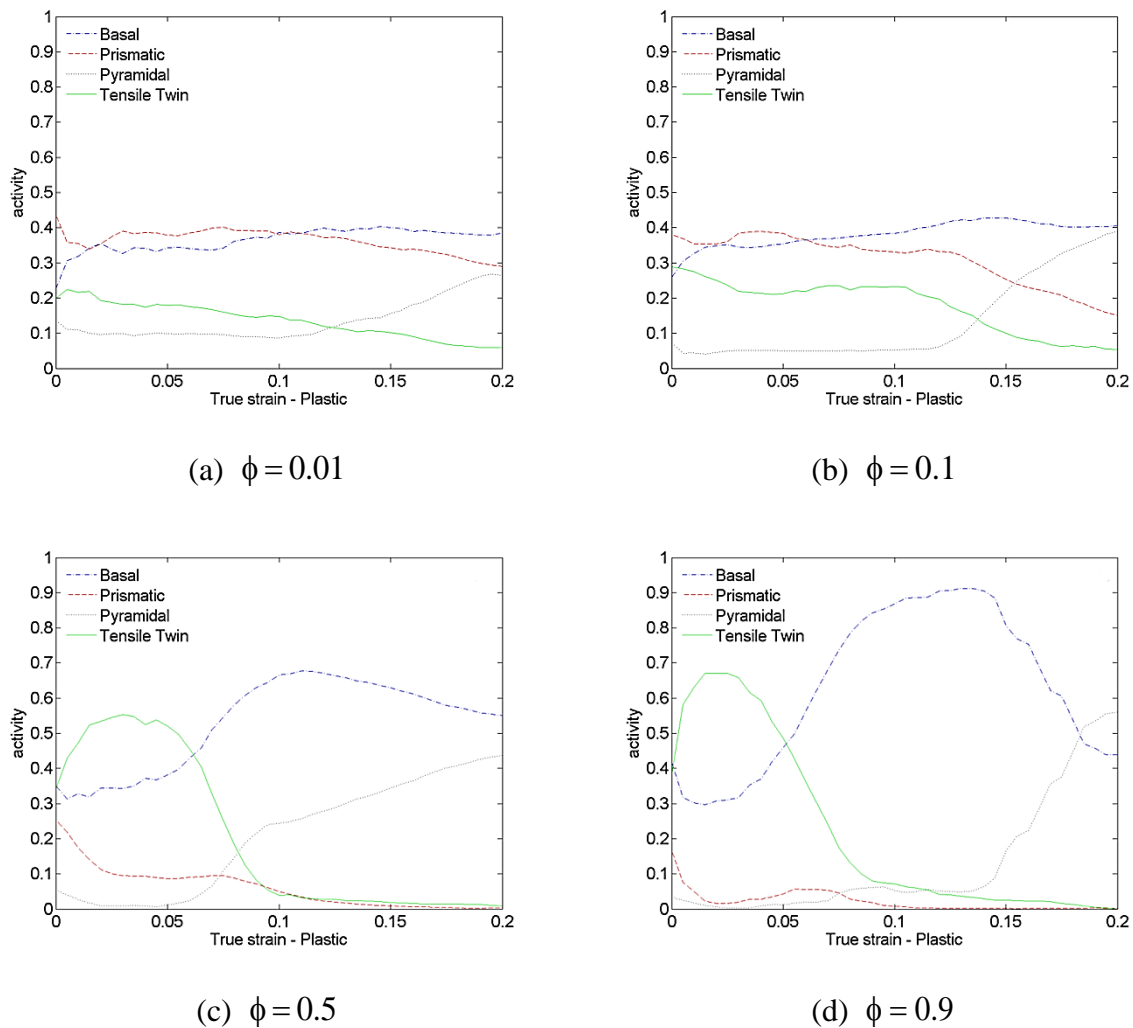 1
0.9
0.8
0.7
0.6
0.5
0.4
0.3
0.2
0.1
0
activity
Basal
Prismatic
Pyramidal
Tensile Twin
0 0.05 0.1 0.15 0.2
True strain - Plastic
(a) ϕ = 0.01
1
0.9
0.8
0.7
0.6
0.5
0.4
0.3
0.2
0.1
0
activity
Basal
Prismatic
Pyramidal
Tensile Twin
0 0.05 0.1 0.15 0.2
True strain - Plastic
(b) ϕ = 0.1
1
0.9
0.8
0.7
0.6
0.5
0.4
0.3
0.2
0.1
0
activity
Basal
Prismatic
Pyramidal
Tensile Twin
0 0.05 0.1 0.15 0.2
True strain - Plastic
(c) ϕ = 0.5
1
0.9
0.8
0.7
0.6
0.5
0.4
0.3
0.2
0.1
0
activity
Basal
Prismatic
Pyramidal
Tensile Twin
0 0.05 0.1 0.15 0.2
True strain - Plastic
(d) ϕ = 0.9